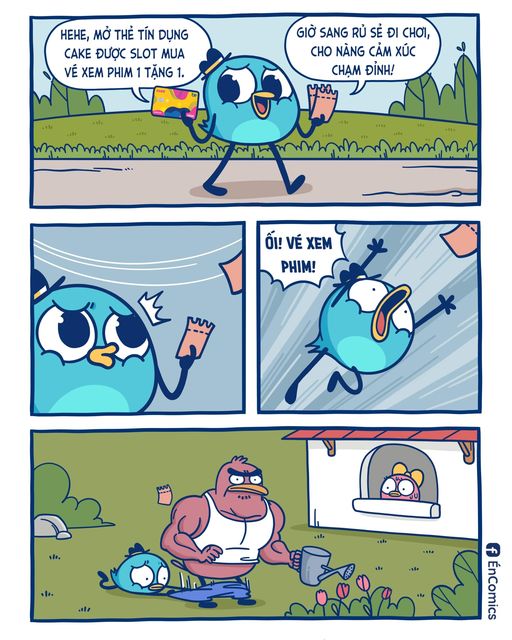 HEHE, MỞ THẺ TÍN DỤNG
CAKE ĐƯỢC SLOT MUA
VÉ XEM PHIM 1 TẶNG 1.
GIỜ SANG RỦ SẺ ĐI CHƠI,
CHO NÀNG CẢM XÚC
CHẠM ĐỈNH!
ỐI! VÉ XEM
PHIM!
ÉnComics